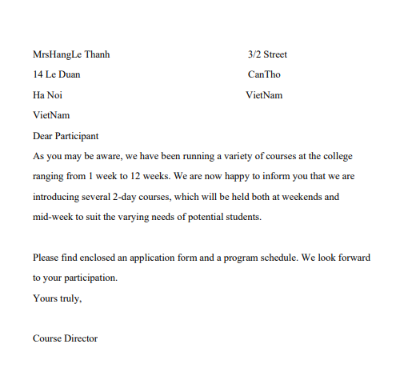 MrsHangLe Thanh 3/2 Street
14 Le Duan CanTho
Ha Noi VietNam
VietNam
Dear Participant
As you may be aware, we have been running a variety of courses at the college
ranging from 1 week to 12 weeks. We are now happy to inform you that we are
introducing several 2-day courses, which will be held both at weekends and
mid-week to suit the varying needs of potential students.
Please find enclosed an application form and a program schedule. We look forward
to your participation.
Yours truly,
Course Director